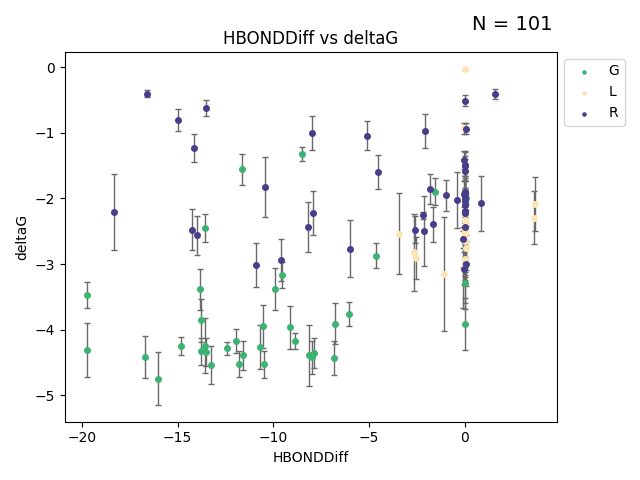 N = 101
HBONDDiff vs deltaG
G
L
R
deltaG
0
−1
−2
−3
−4
−5
−20
−15
−10
−5
0
HBONDDiff